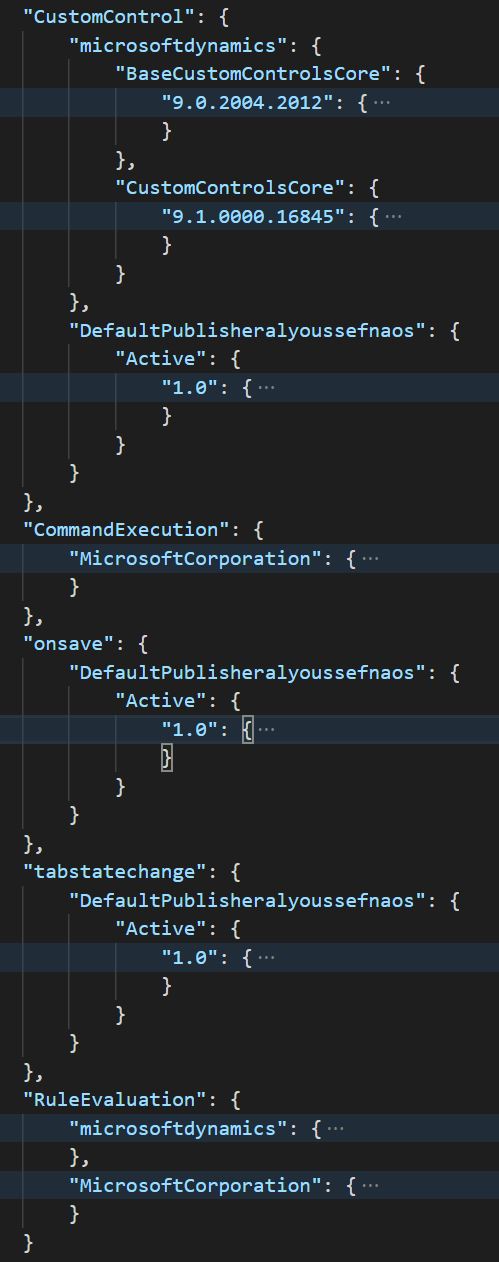 "CustomControl": {
"microsoftdynamics": {
"BaseCustomControlsCore": {
"9.0.2004.2012": { ···
}
},
"CustomControlsCore": {
"9.1.0000.16845": { ···
}
}
},
"DefaultPublisheralyoussefnaos": {
"Active": {
"1.0": { ···
}
}
}
},
"CommandExecution": {
"MicrosoftCorporation": { ···
}
},
"onsave": {
"DefaultPublisheralyoussefnaos": {
"Active": {
"1.0": { ···
}
}
}
},
"tabstatechange": {
"DefaultPublisheralyoussefnaos": {
"Active": {
"1.0": { ···
}
}
}
},
"RuleEvaluation": {
"microsoftdynamics": { ···
},
"MicrosoftCorporation": { ···
}
}